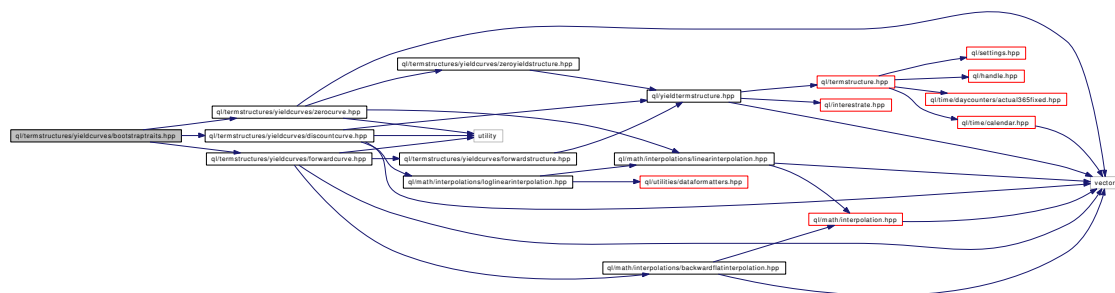 ql/settings.hpp
ql/termstructures/yieldcurves/zeroyieldstructure.hpp
ql/handle.hpp
ql/termstructure.hpp
ql/yieldtermstructure.hpp
ql/interestrate.hpp
ql/time/daycounters/actual365fixed.hpp
ql/termstructures/yieldcurves/zerocurve.hpp
ql/time/calendar.hpp
ql/termstructures/yieldcurves/bootstraptraits.hpp
ql/termstructures/yieldcurves/discountcurve.hpp
utility
ql/termstructures/yieldcurves/forwardcurve.hpp
ql/termstructures/yieldcurves/forwardstructure.hpp
ql/math/interpolations/linearinterpolation.hpp
ql/math/interpolations/loglinearinterpolation.hpp
ql/utilities/dataformatters.hpp
vector
ql/math/interpolation.hpp
ql/math/interpolations/backwardflatinterpolation.hpp